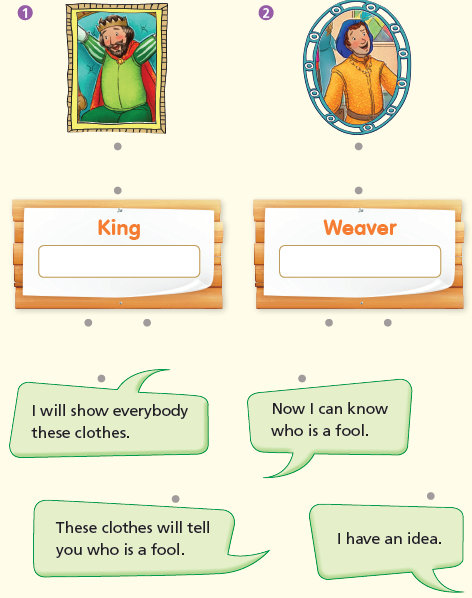 1
2
King
Weaver
I will show everybody
these clothes.
Now I can know
who is a fool.
These clothes will tell
you who is a fool.
I have an idea.